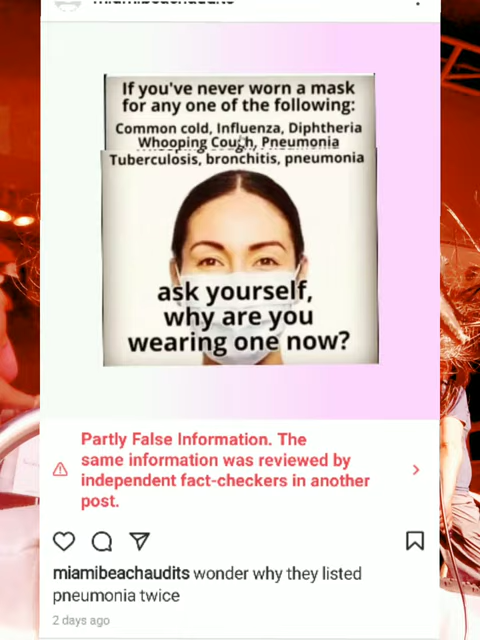 miamibeachaudits
If you've never worn a mask
for any one of the following:
Common cold, Influenza, Diphtheria
Whooping Cough, Pneumonia
Tuberculosis, bronchitis, pneumonia
ask yourself,
why are you
wearing one now?
Partly False Information. The
same information was reviewed by
independent fact-checkers in another
post.
miamibeachaudits wonder why they listed
pneumonia twice
2 days ago